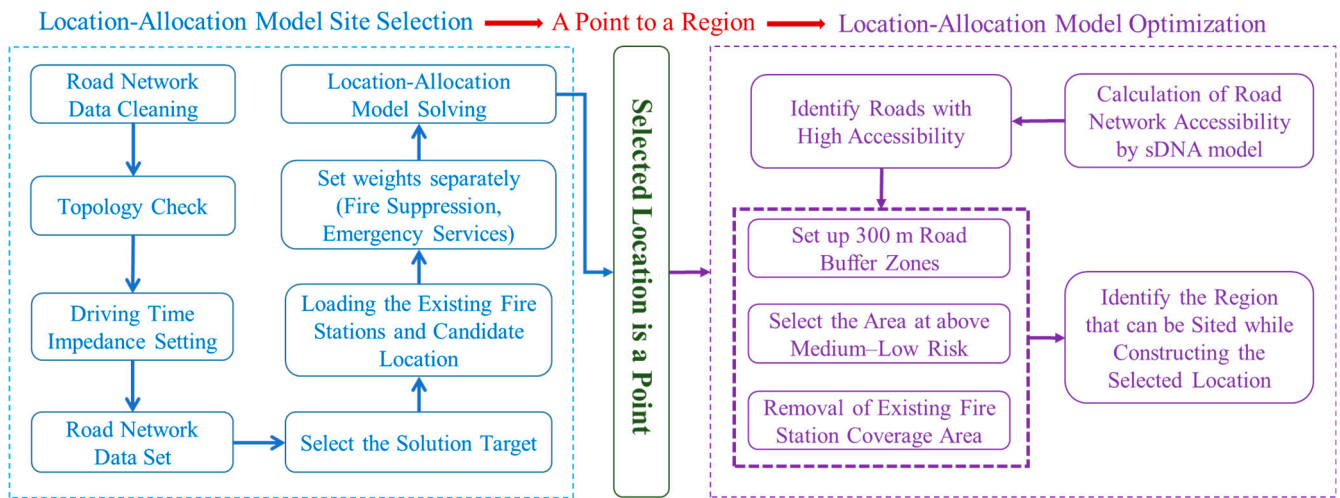 Location-Allocation Model Site Selection
A Point to a Region
Location-Allocation Model Optimization
Road Network
Data Cleaning
Topology Check
Driving Time
Impedance Setting
Road Network
Data Set
Select the Solution Target
Loading the Existing Fire
Stations and Candidate
Location
Set weights separately
(Fire Suppression,
Emergency Services)
Location-Allocation
Model Solving
Selected Location is a Point
Calculation of Road
Network Accessibility
by sDNA model
Identify Roads with
High Accessibility
Set up 300 m Road
Buffer Zones
Select the Area at above
Medium–Low Risk
Removal of Existing Fire
Station Coverage Area
Identify the Region
that can be Sited while
Constructing the
Selected Location